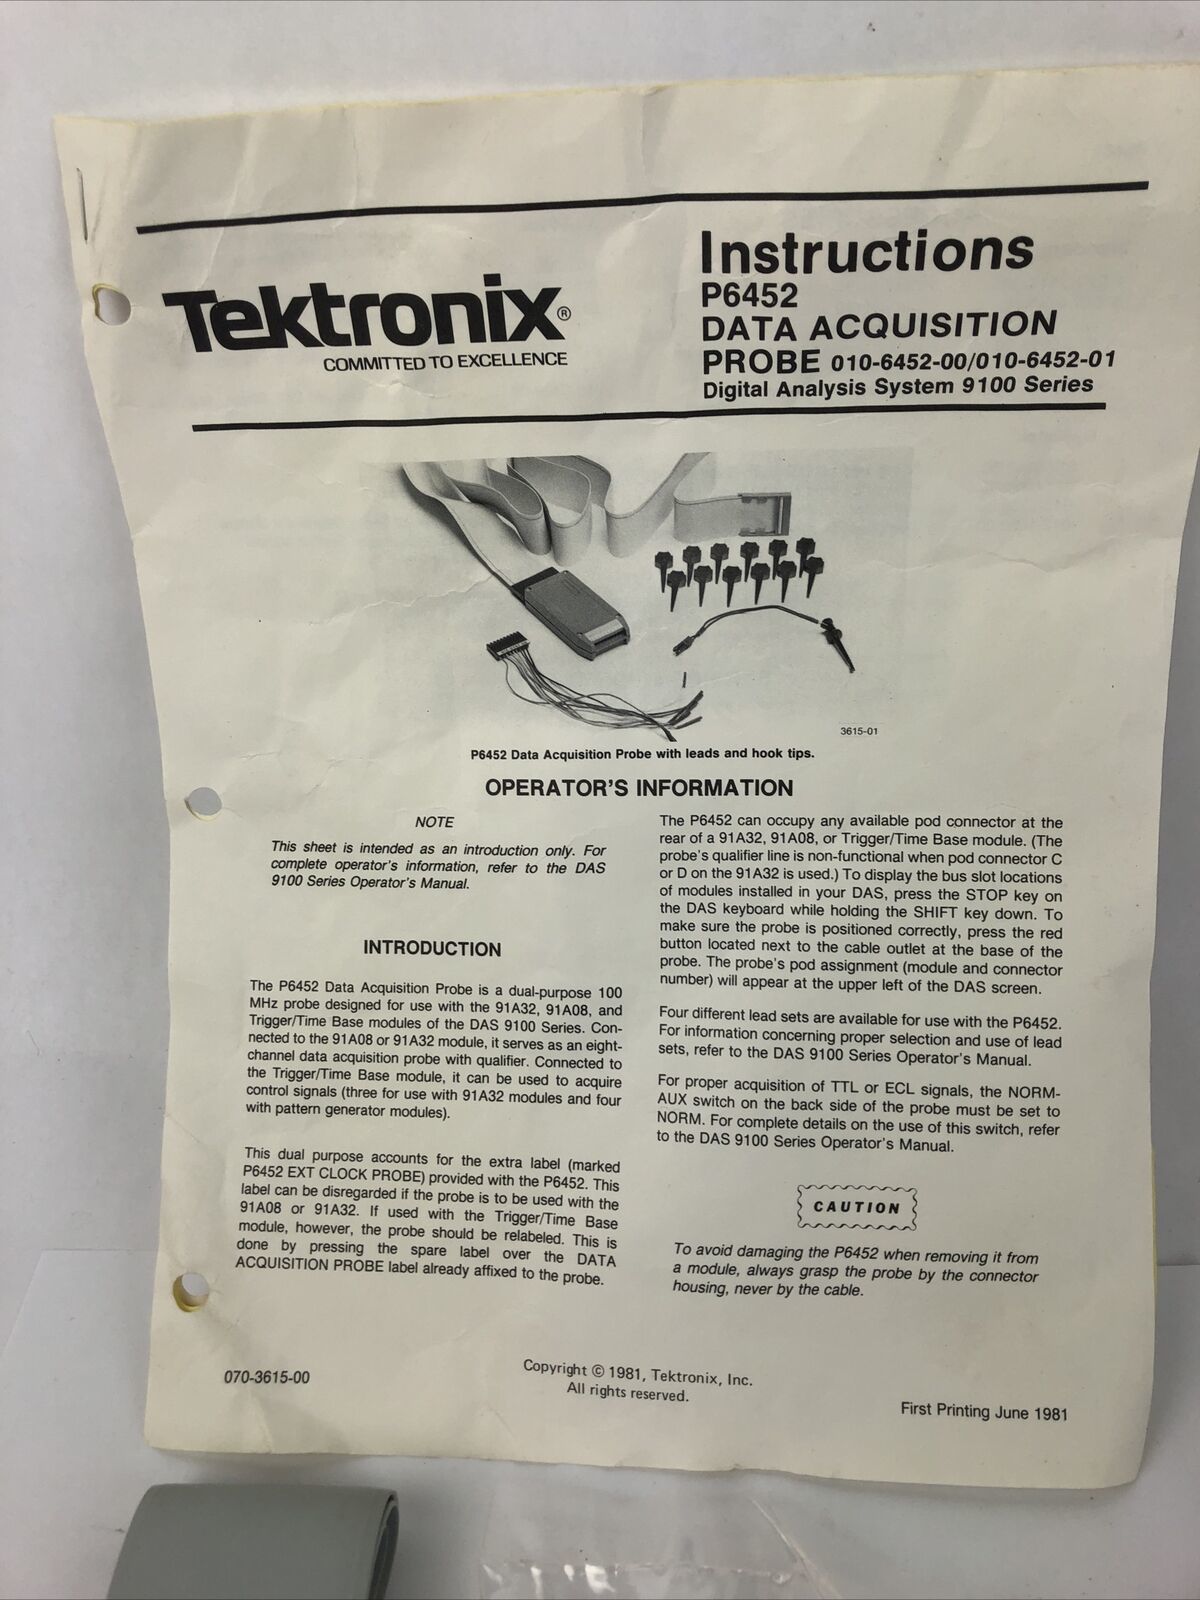 Tektronix®
COMMITTED TO EXCELLENCE
Instructions
P6452
DATA ACQUISITION
PROBE 010-6452-00/010-6452-01
Digital Analysis System 9100 Series
3615-01
P6452 Data Acquisition Probe with leads and hook tips.
OPERATOR'S INFORMATION
NOTE
This sheet is intended as an introduction only. For
complete operator's information, refer to the DAS
9100 Series Operator's Manual.
INTRODUCTION
The P6452 Data Acquisition Probe is a dual-purpose 100
MHz probe designed for use with the 91A32, 91A08, and
Trigger/Time Base modules of the DAS 9100 Series. Con-
nected to the 91A08 or 91A32 module, it serves as an eight-
channel data acquisition probe with qualifier. Connected to
the Trigger/Time Base module, it can be used to acquire
control signals (three for use with 91A32 modules and four
with pattern generator modules).
This dual purpose accounts for the extra label (marked
P6452 EXT CLOCK PROBE) provided with the P6452. This
label can be disregarded if the probe is to be used with the
91A08 or 91A32. If used with the Trigger/Time Base
module, however, the probe should be relabeled. This is
done by pressing the spare label over the DATA
ACQUISITION PROBE label already affixed to the probe.
The P6452 can occupy any available pod connector at the
rear of a 91A32, 91A08, or Trigger/Time Base module. (The
probe's qualifier line is non-functional when pod connector C
or D on the 91A32 is used.) To display the bus slot locations
of modules installed in your DAS, press the STOP key on
the DAS keyboard while holding the SHIFT key down. To
make sure the probe is positioned correctly, press the red
button located next to the cable outlet at the base of the
probe. The probe's pod assignment (module and connector
number) will appear at the upper left of the DAS screen.
Four different lead sets are available for use with the P6452.
For information concerning proper selection and use of lead
sets, refer to the DAS 9100 Series Operator's Manual.
For proper acquisition of TTL or ECL signals, the NORM-
AUX switch on the back side of the probe must be set to
NORM. For complete details on the use of this switch, refer
to the DAS 9100 Series Operator's Manual.
CAUTION
To avoid damaging the P6452 when removing it from
a module, always grasp the probe by the connector
housing, never by the cable.
070-3615-00
Copyright © 1981, Tektronix, Inc.
All rights reserved.
First Printing June 1981